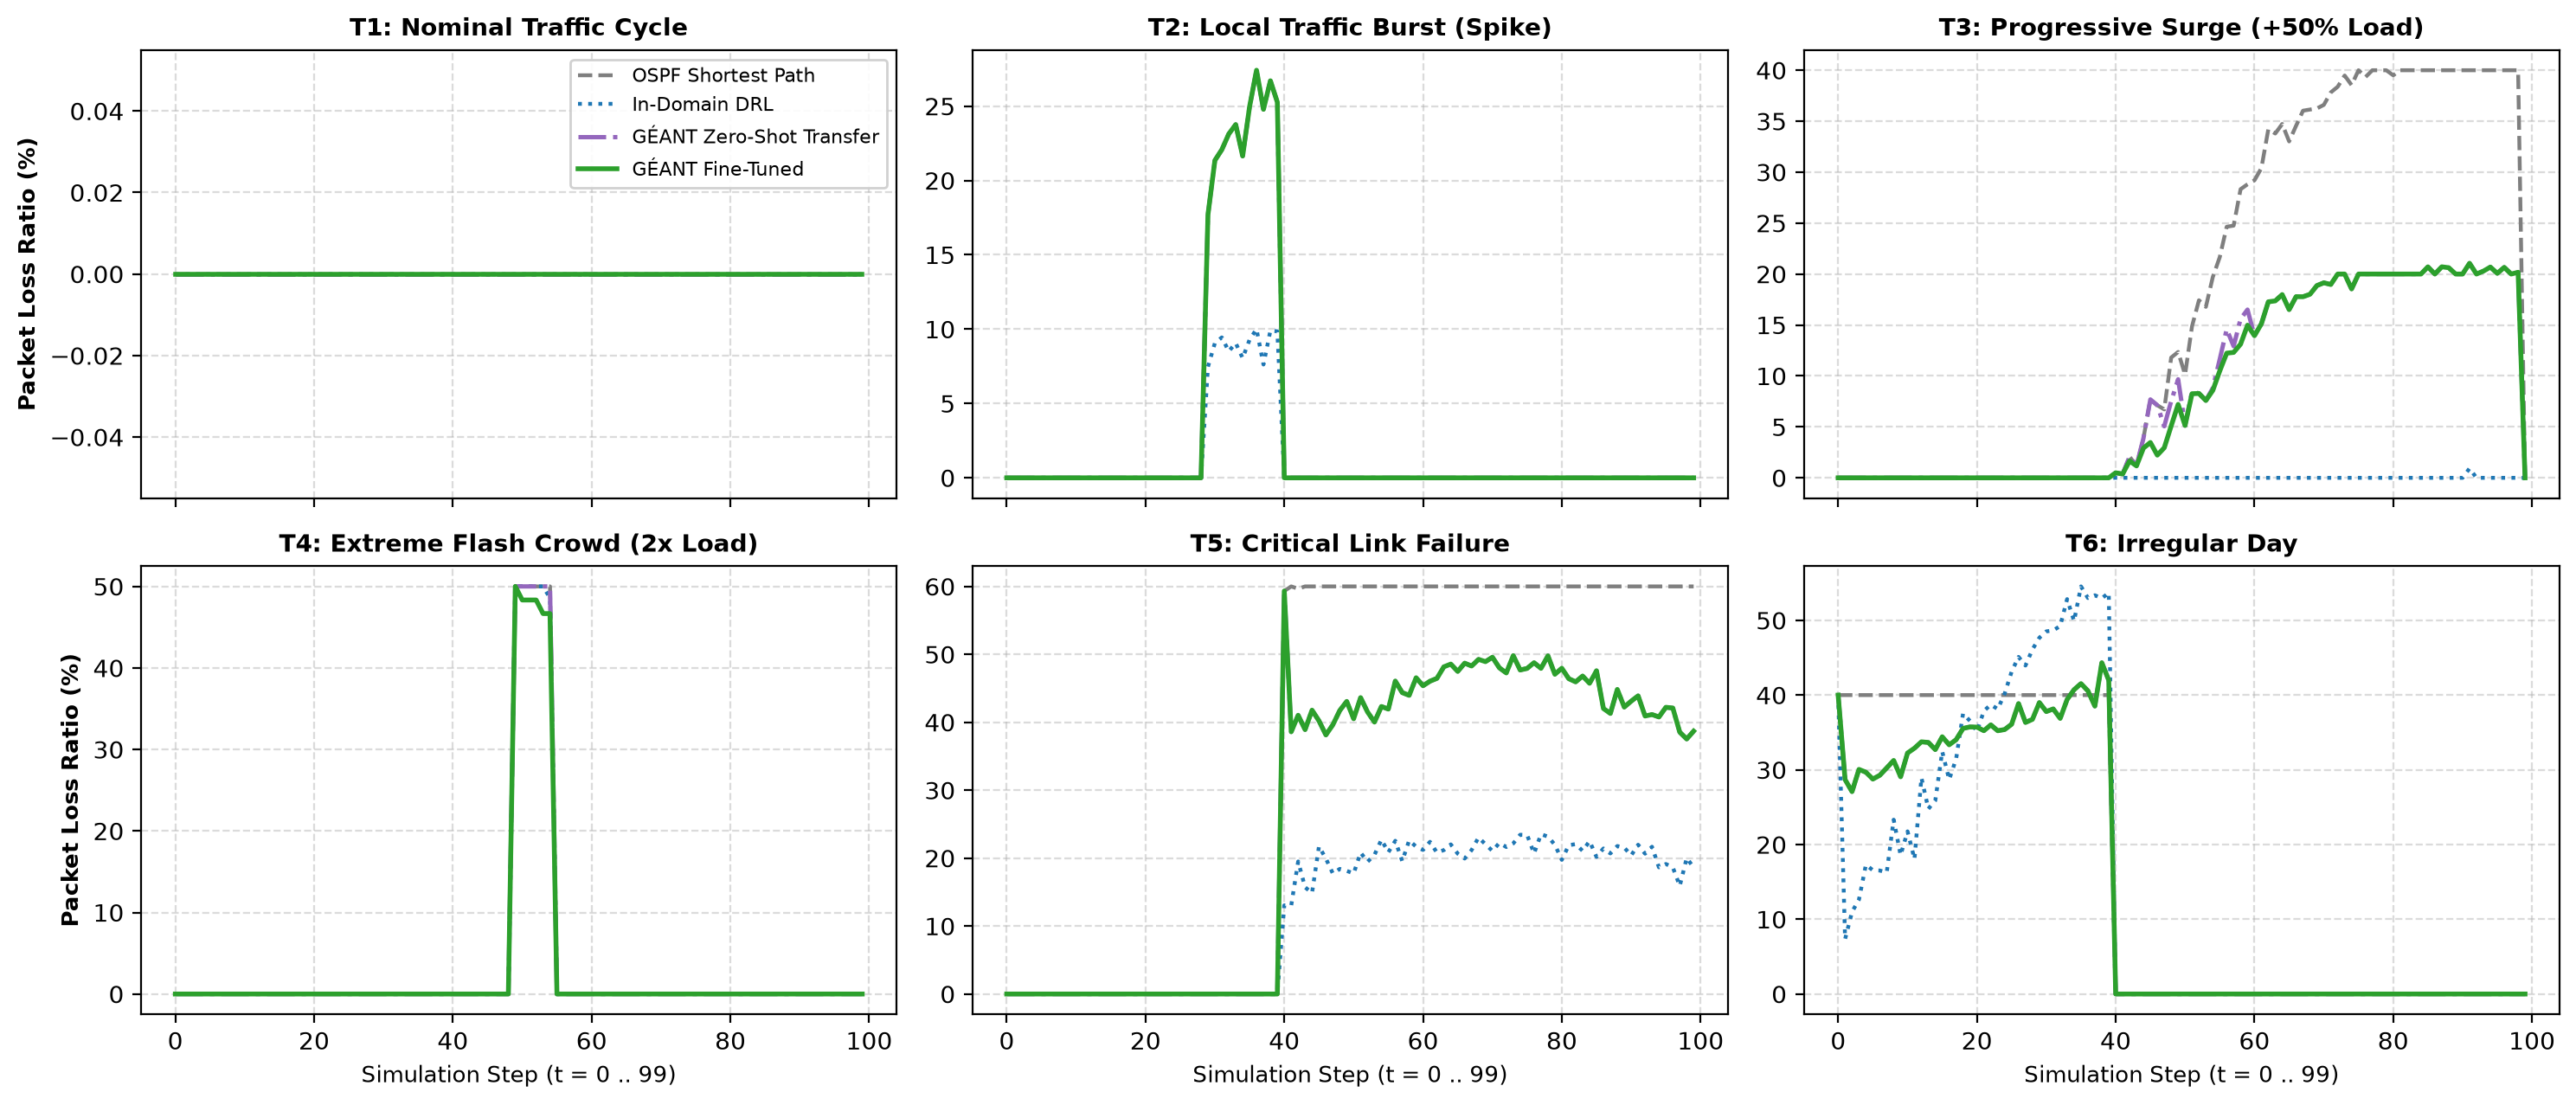 T1: Nominal Traffic Cycle
Packet Loss Ratio (%)
0.04
0.02
0.00
−0.02
−0.04
OSPF Shortest Path
In-Domain DRL
GÉANT Zero-Shot Transfer
GÉANT Fine-Tuned
T2: Local Traffic Burst (Spike)
25
20
15
10
5
0
T3: Progressive Surge (+50% Load)
40
35
30
25
20
15
10
5
0
T4: Extreme Flash Crowd (2x Load)
Packet Loss Ratio (%)
50
40
30
20
10
0
0 20 40 60 80 100
Simulation Step (t = 0 .. 99)
T5: Critical Link Failure
60
50
40
30
20
10
0
0 20 40 60 80 100
Simulation Step (t = 0 .. 99)
T6: Irregular Day
50
40
30
20
10
0
0 20 40 60 80 100
Simulation Step (t = 0 .. 99)